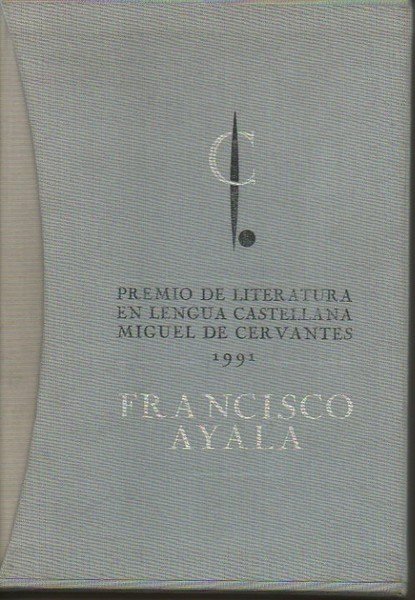 C
PREMIO DE LITERATURA
EN LENGUA CASTELLANA
MIGUEL DE CERVANTES
1991
FRANCISCO
AYALA